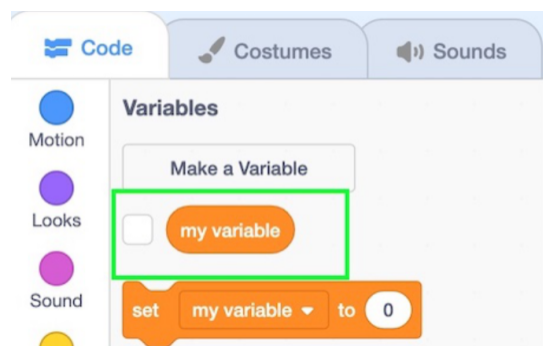 Code Costumes Sounds
Motion
Looks
Sound
Variables
Make a Variable
my variable
set my variable to 0